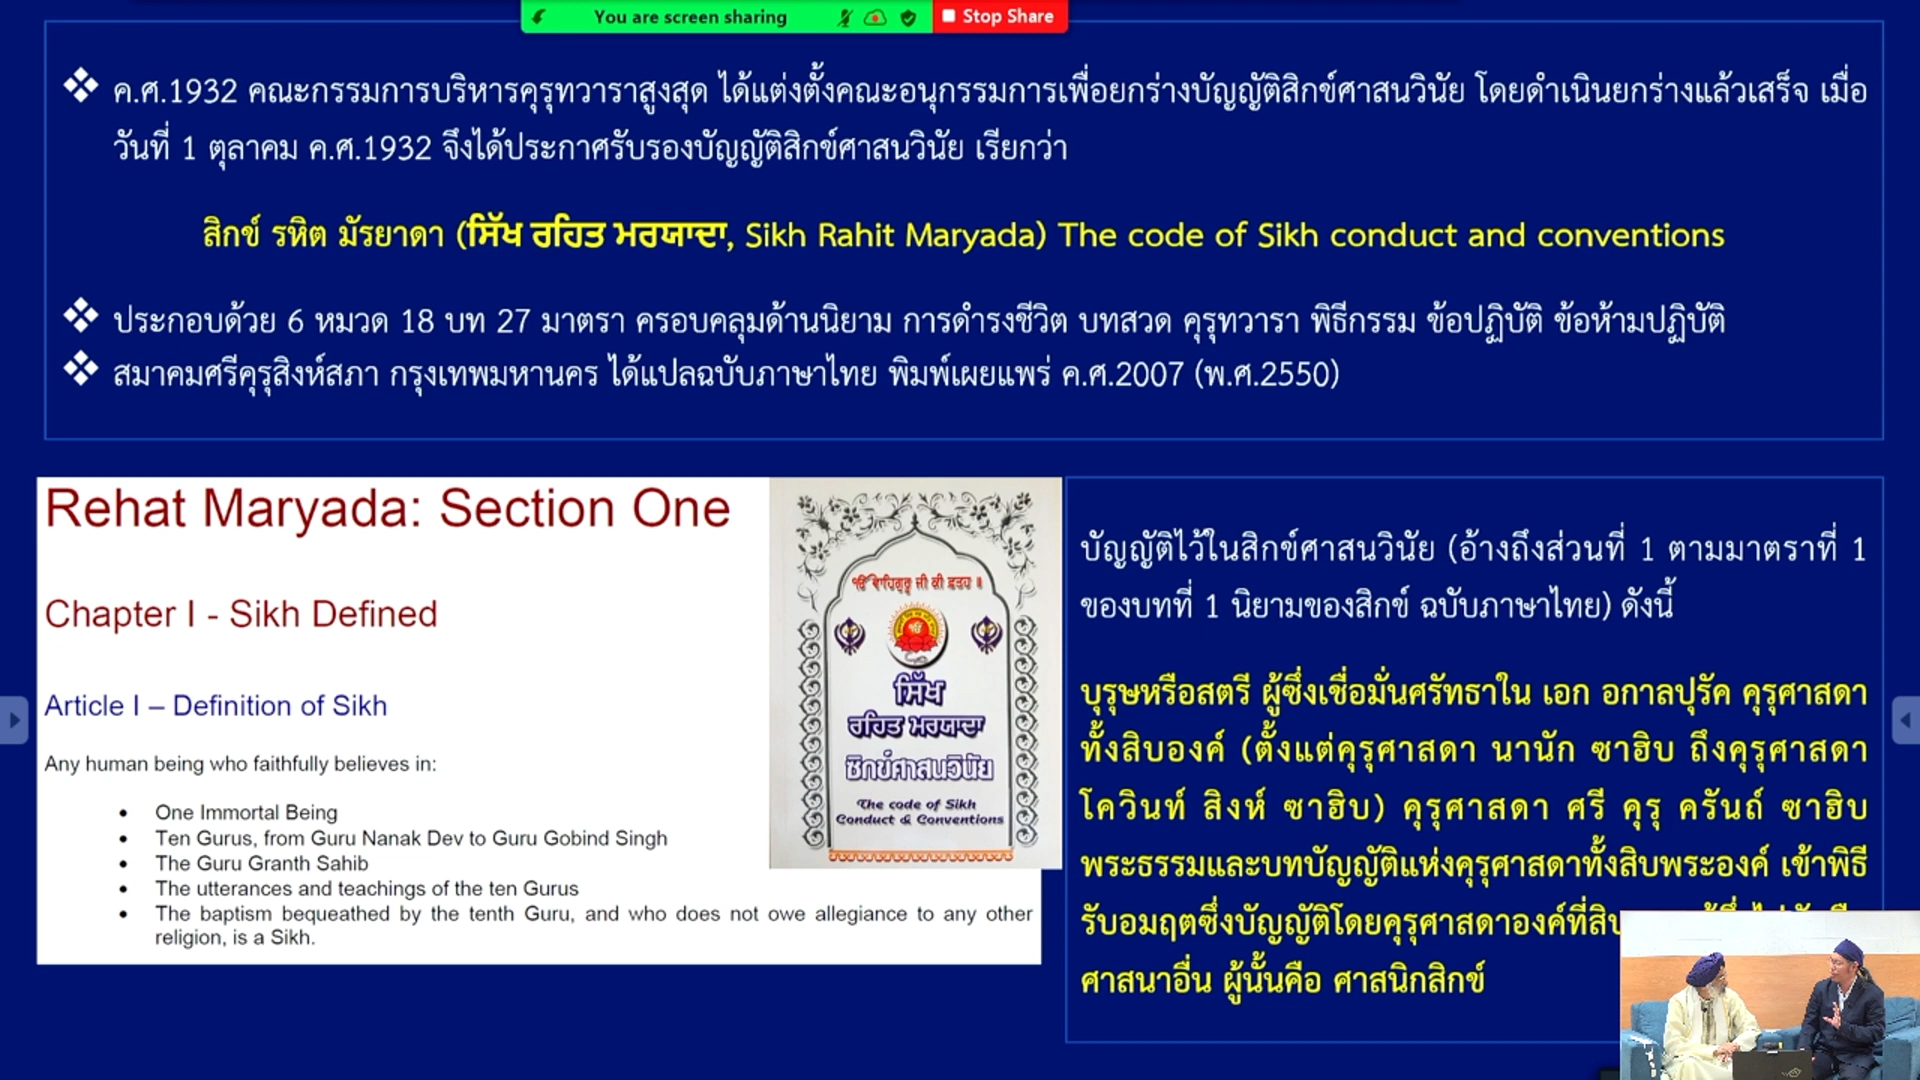 You are screen sharing
Stop Share
❖ ค.ศ.1932 คณะกรรมการบริหารคุรุทวาราสูงสุด ได้แต่งตั้งคณะอนุกรรมการเพื่อยกร่างบัญญัติสิกข์ศาสนวินัย โดยดำเนินยกร่างแล้วเสร็จ เมื่อ
วันที่ 1 ตุลาคม ค.ศ.1932 จึงได้ประกาศรับรองบัญญัติสิกข์ศาสนวินัย เรียกว่า
สิกข์ รหิต มัรยาดา (ਸਿੱਖ ਰਹਿਤ ਮਰਯਾਦਾ, Sikh Rahit Maryada) The code of Sikh conduct and conventions
❖ ประกอบด้วย 6 หมวด 18 บท 27 มาตรา ครอบคลุมด้านนิยาม การดำรงชีวิต บทสวด คุรุทวารา พิธีกรรม ข้อปฏิบัติ ข้อห้ามปฏิบัติ
❖ สมาคมศรีคุรุสิงห์สภา กรุงเทพมหานคร ได้แปลฉบับภาษาไทย พิมพ์เผยแพร่ ค.ศ.2007 (พ.ศ.2550)
Rehat Maryada: Section One
Chapter I - Sikh Defined
Article I – Definition of Sikh
Any human being who faithfully believes in:
• One Immortal Being
• Ten Gurus, from Guru Nanak Dev to Guru Gobind Singh
• The Guru Granth Sahib
• The utterances and teachings of the ten Gurus
• The baptism bequeathed by the tenth Guru, and who does not owe allegiance to any other
religion, is a Sikh.
ਵਾਹਿਗੁਰੂ ਜੀ ਕੀ ਫ਼ਤਹ ॥
ਸਿੱਖ
ਰਹਿਤ ਮਰਯਾਦਾ
ซิกข์ศาสนวินัย
The code of Sikh
Conduct & Conventions
บัญญัติไว้ในสิกข์ศาสนวินัย (อ้างถึงส่วนที่ 1 ตามมาตราที่ 1
ของบทที่ 1 นิยามของสิกข์ ฉบับภาษาไทย) ดังนี้
บุรุษหรือสตรี ผู้ซึ่งเชื่อมั่นศรัทธาใน เอก อกาลปุรัค คุรุศาสดา
ทั้งสิบองค์ (ตั้งแต่คุรุศาสดา นานัก ซาฮิบ ถึงคุรุศาสดา
โควินท์ สิงห์ ซาฮิบ) คุรุศาสดา ศรี คุรุ ครันถ์ ซาฮิบ
พระธรรมและบทบัญญัติแห่งคุรุศาสดาทั้งสิบพระองค์ เข้าพิธี
รับอมฤตซึ่งบัญญัติโดยคุรุศาสดาองค์ที่สิบ
ศาสนาอื่น ผู้นั้นคือ ศาสนิกสิกข์